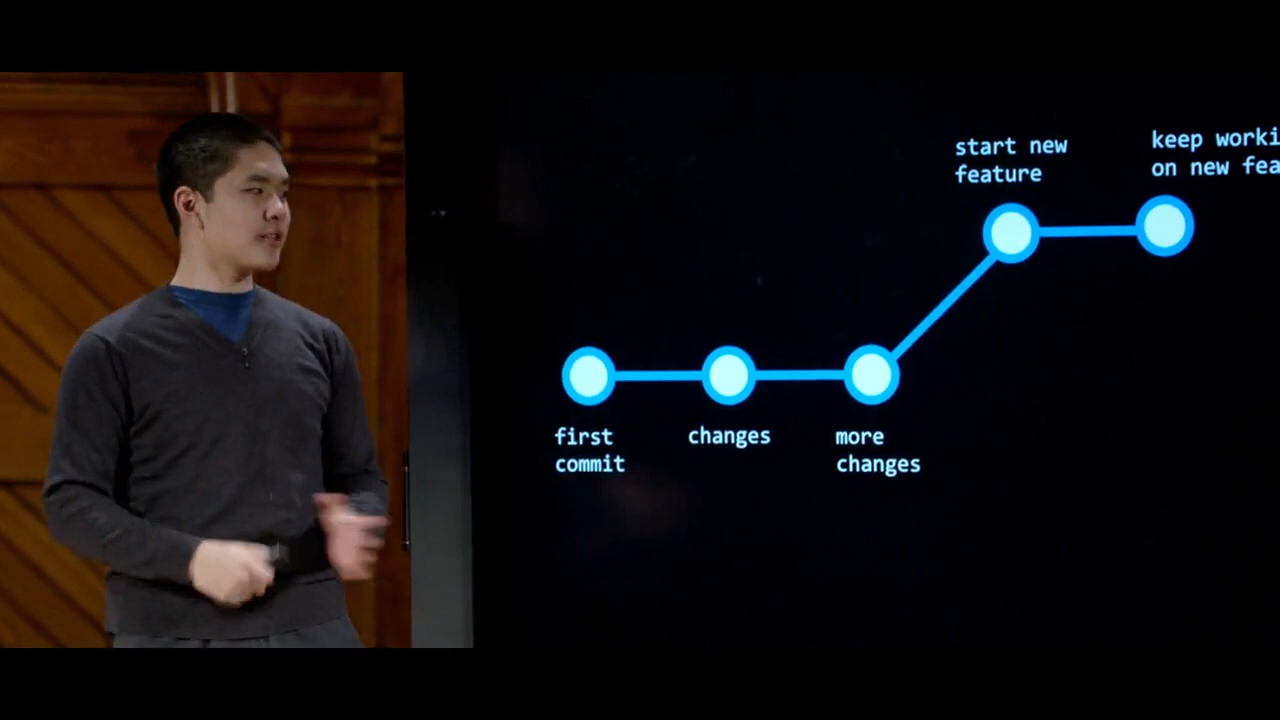 start new
feature
keep worki
on new fea
first
commit
changes
more
changes